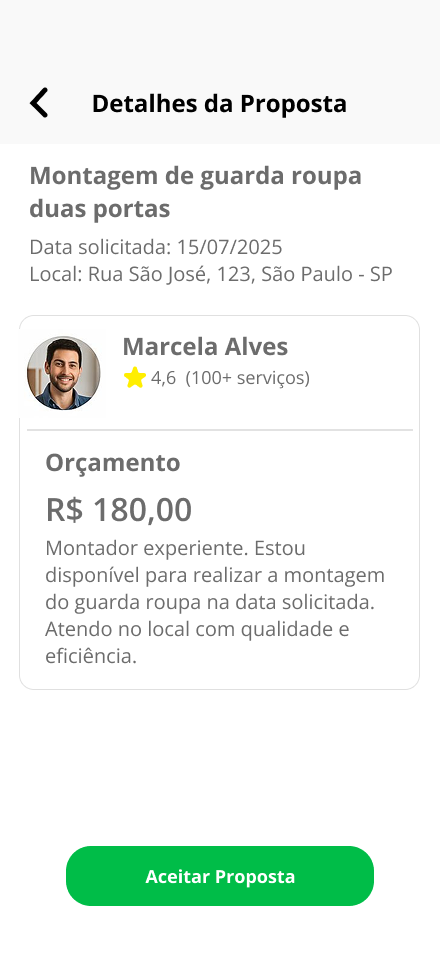 Detalhes da Proposta
Montagem de guarda roupa
duas portas
Data solicitada: 15/07/2025
Local: Rua São José, 123, São Paulo - SP
Marcela Alves
4,6 (100+ serviços)
Orçamento
R$ 180,00
Montador experiente. Estou
disponível para realizar a montagem
do guarda roupa na data solicitada.
Atendo no local com qualidade e
eficiência.
Aceitar Proposta